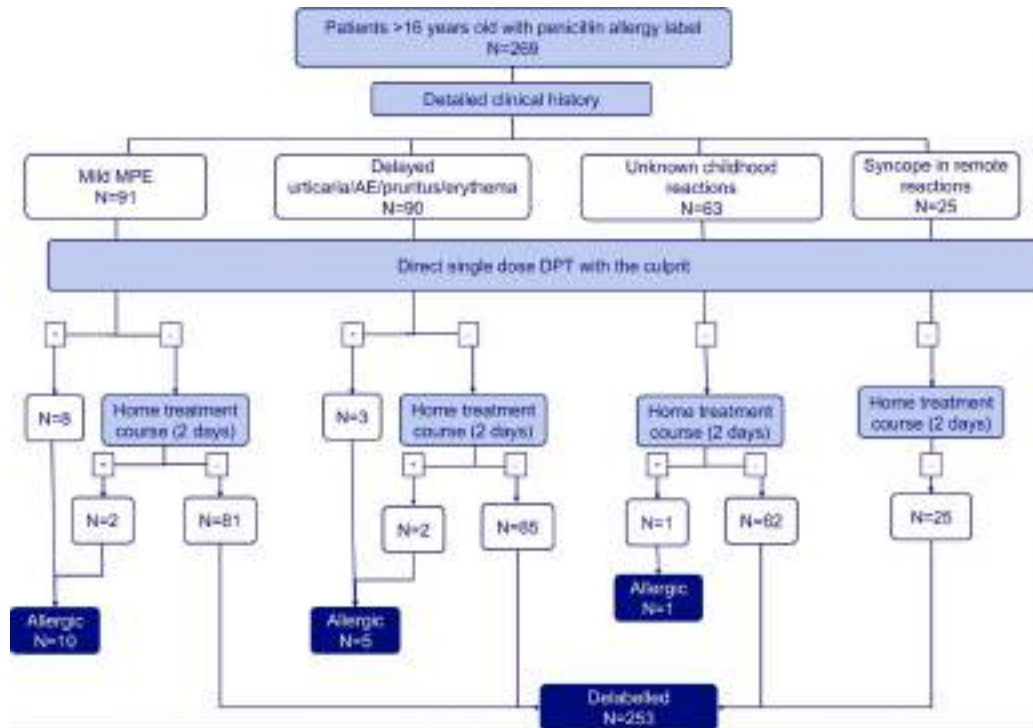 Patients >16 years old with penicillin allergy label
N=269
Detailed clinical history
Mild MPE
N=91
Delayed
urticaria/AE/pruritus/erythema
N=90
Unknown childhood
reactions
N=63
Syncope in remote
reactions
N=25
Direct single dose DPT with the culprit
+
-
+
-
-
-
N=8
Home treatment
course (2 days)
N=3
Home treatment
course (2 days)
Home treatment
course (2 days)
Home treatment
course (2 days)
+
-
+
-
+
-
-
N=2
N=81
N=2
N=85
N=1
N=62
N=25
Allergic
N=10
Allergic
N=5
Allergic
N=1
Delabelled
N=253